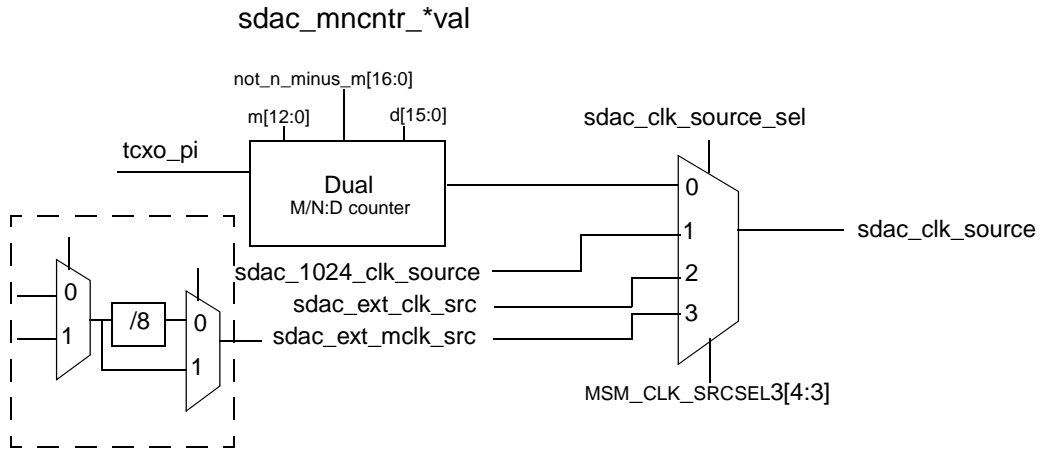 sdac_mncntr_*val
not_n_minus_m[16:0]
m[12:0]
d[15:0]
sdac_clk_source_sel
tcxo_pi
Dual
M/N:D counter
0
1
2
3
sdac_clk_source
sdac_1024_clk_source
sdac_ext_clk_src
sdac_ext_mclk_src
0
1
/8
0
1
MSM_CLK_SRCSEL3[4:3]